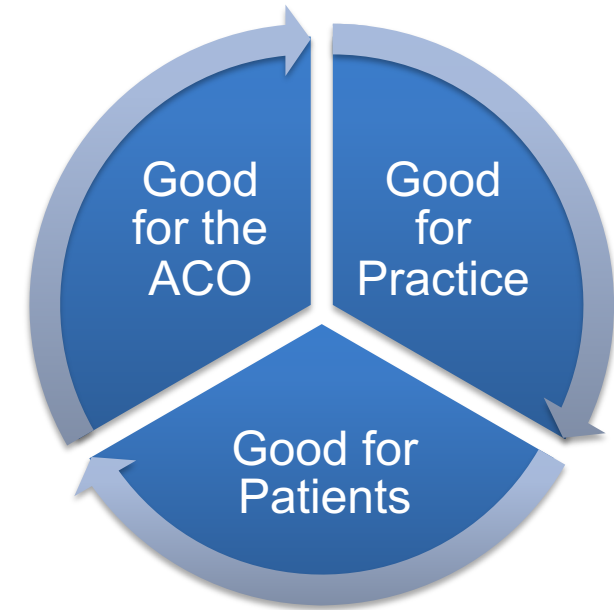 Good
for the
ACO
Good
for
Practice
Good for
Patients